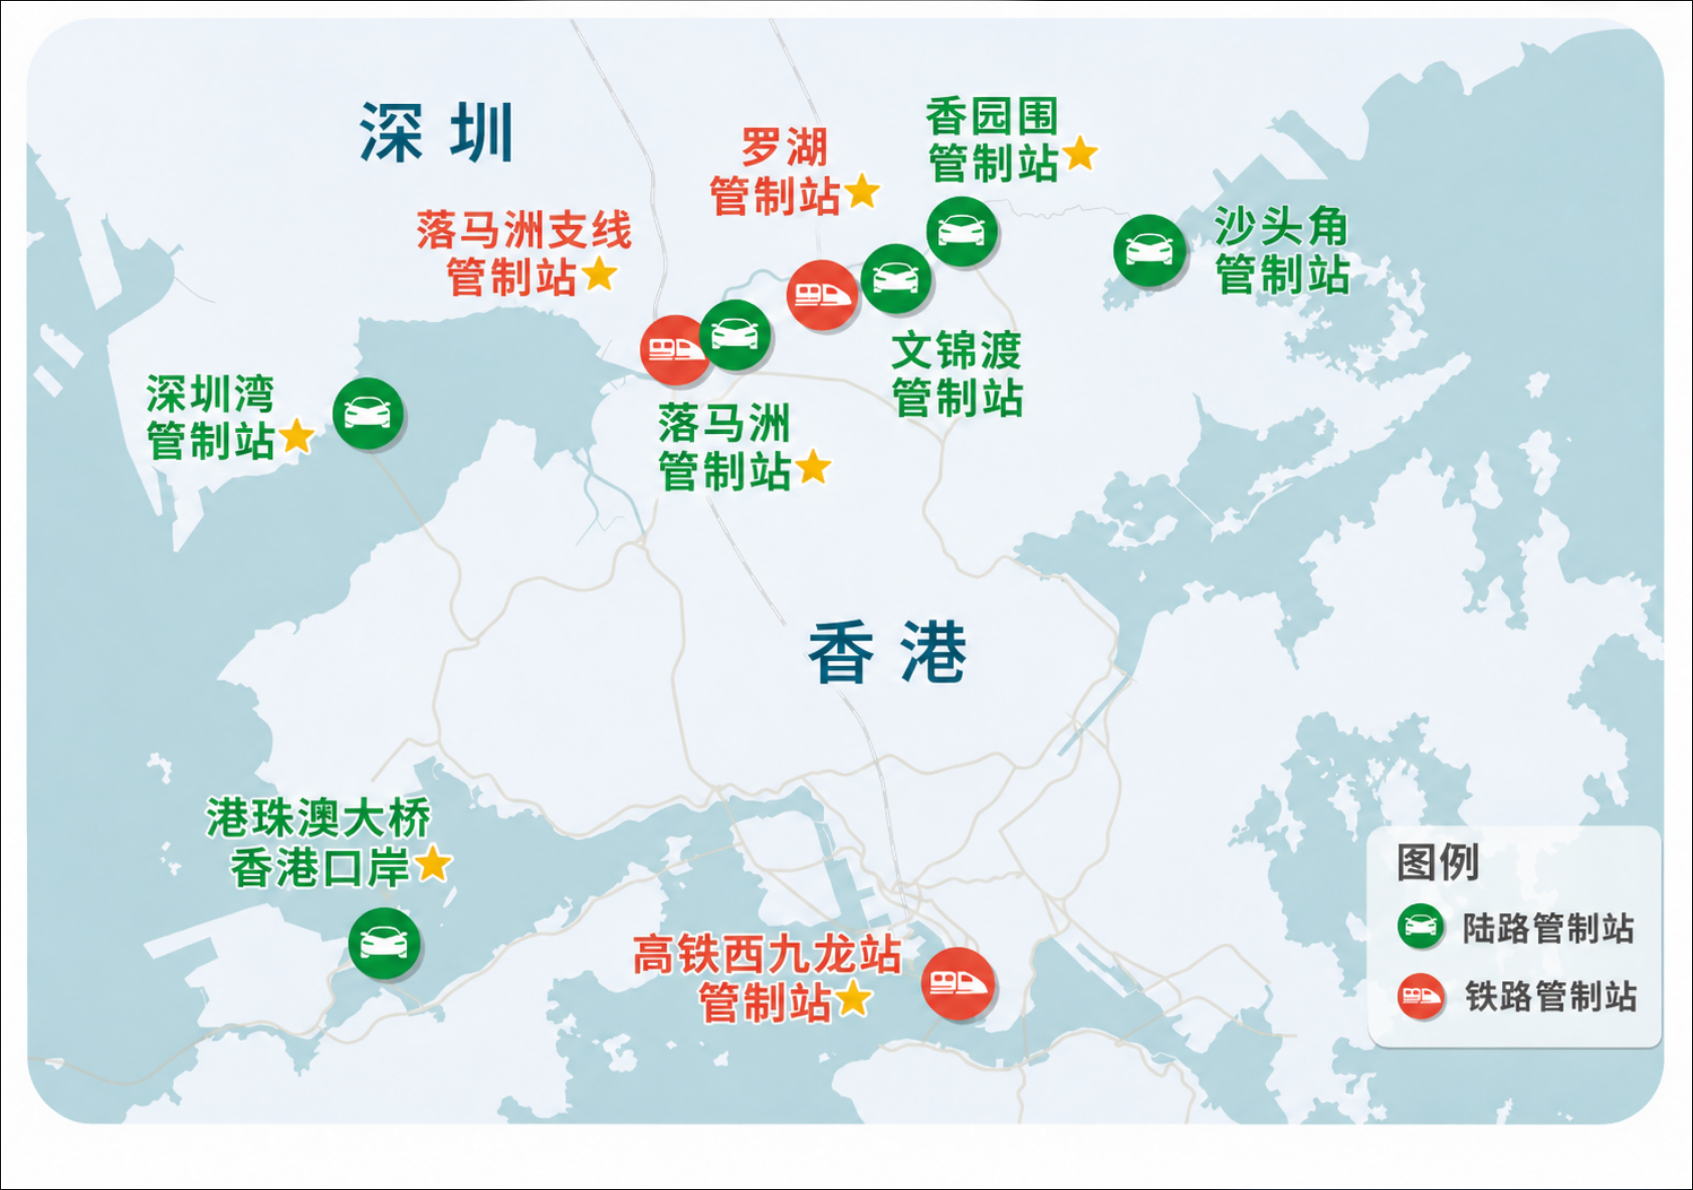 深圳
香园围
管制站
罗湖
管制站
落马洲支线
管制站
沙头角
管制站
文锦渡
管制站
深圳湾
管制站
落马洲
管制站
香港
港珠澳大桥
香港口岸
高铁西九龙站
管制站
图例
陆路管制站
铁路管制站